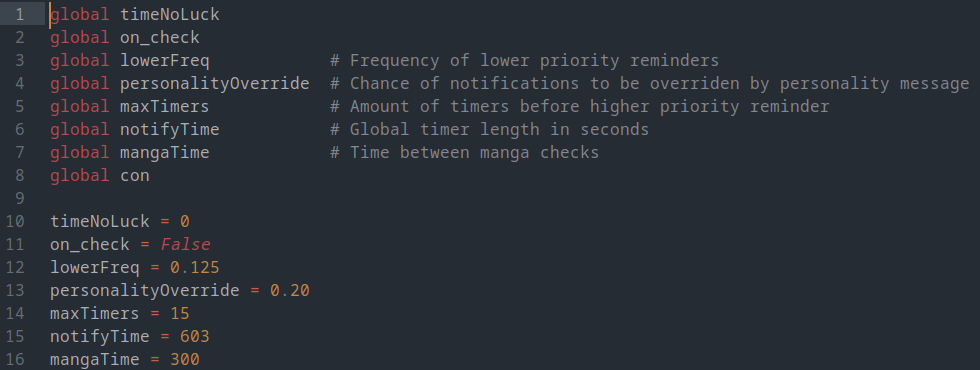 1 global timeNoLuck
2 global on_check
3 global lowerFreq # Frequency of lower priority reminders
4 global personalityOverride # Chance of notifications to be overriden by personality message
5 global maxTimers # Amount of timers before higher priority reminder
6 global notifyTime # Global timer length in seconds
7 global mangaTime # Time between manga checks
8 global con
9
10 timeNoLuck = 0
11 on_check = False
12 lowerFreq = 0.125
13 personalityOverride = 0.20
14 maxTimers = 15
15 notifyTime = 603
16 mangaTime = 300